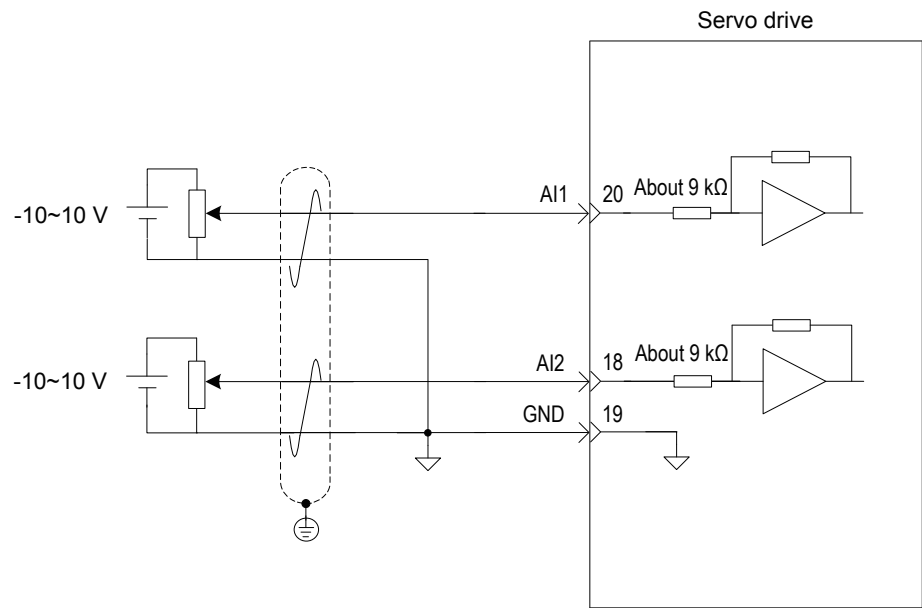 Servo drive
AI1
20
About 9 kΩ
-10~10 V
AI2
18
About 9 kΩ
-10~10 V
GND
19